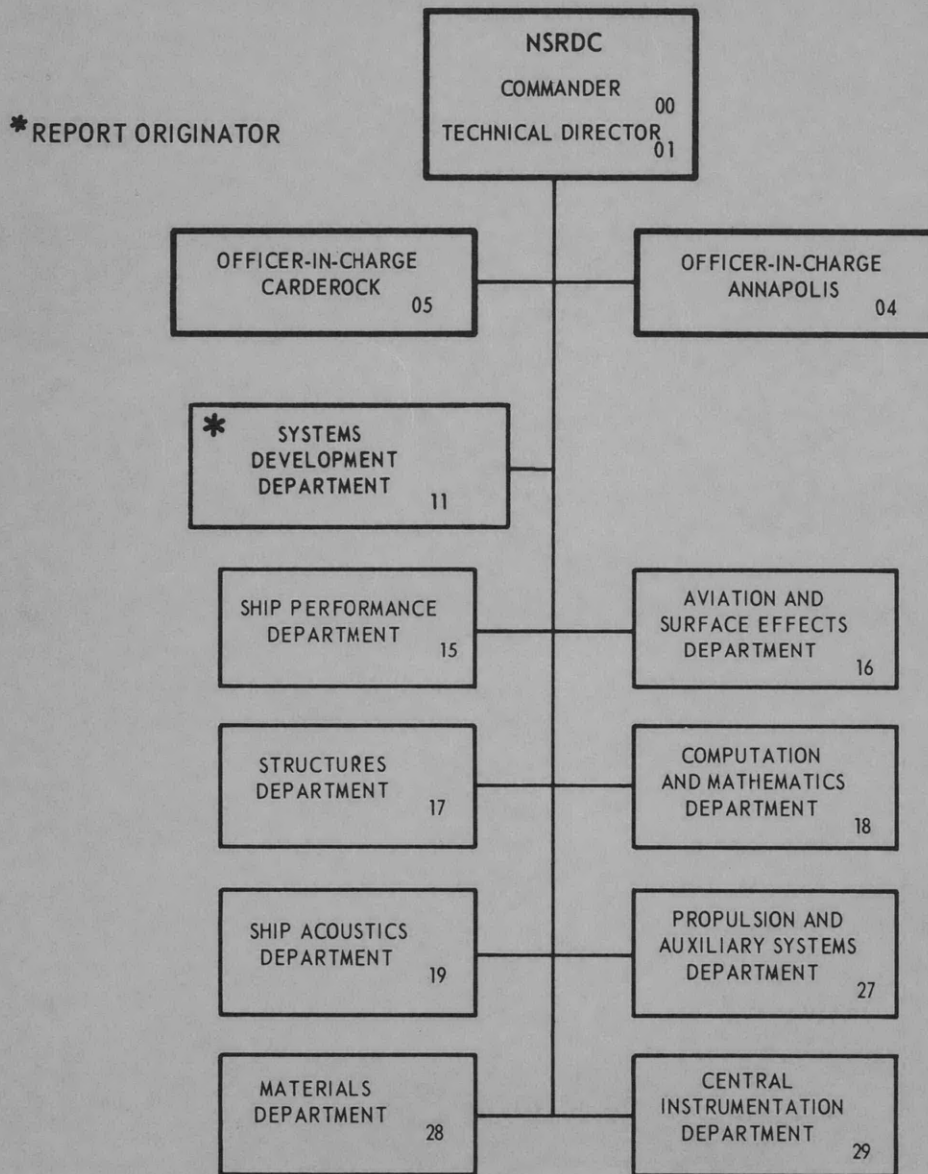 NSRDC
COMMANDER
00
TECHNICAL DIRECTOR
01
*REPORT ORIGINATOR
OFFICER-IN-CHARGE
CARDEROCK
05
OFFICER-IN-CHARGE
ANNAPOLIS
04
* SYSTEMS
DEVELOPMENT
DEPARTMENT
11
SHIP PERFORMANCE
DEPARTMENT
15
AVIATION AND
SURFACE EFFECTS
DEPARTMENT
16
STRUCTURES
DEPARTMENT
17
COMPUTATION
AND MATHEMATICS
DEPARTMENT
18
SHIP ACOUSTICS
DEPARTMENT
19
PROPULSION AND
AUXILIARY SYSTEMS
DEPARTMENT
27
MATERIALS
DEPARTMENT
28
CENTRAL
INSTRUMENTATION
DEPARTMENT
29